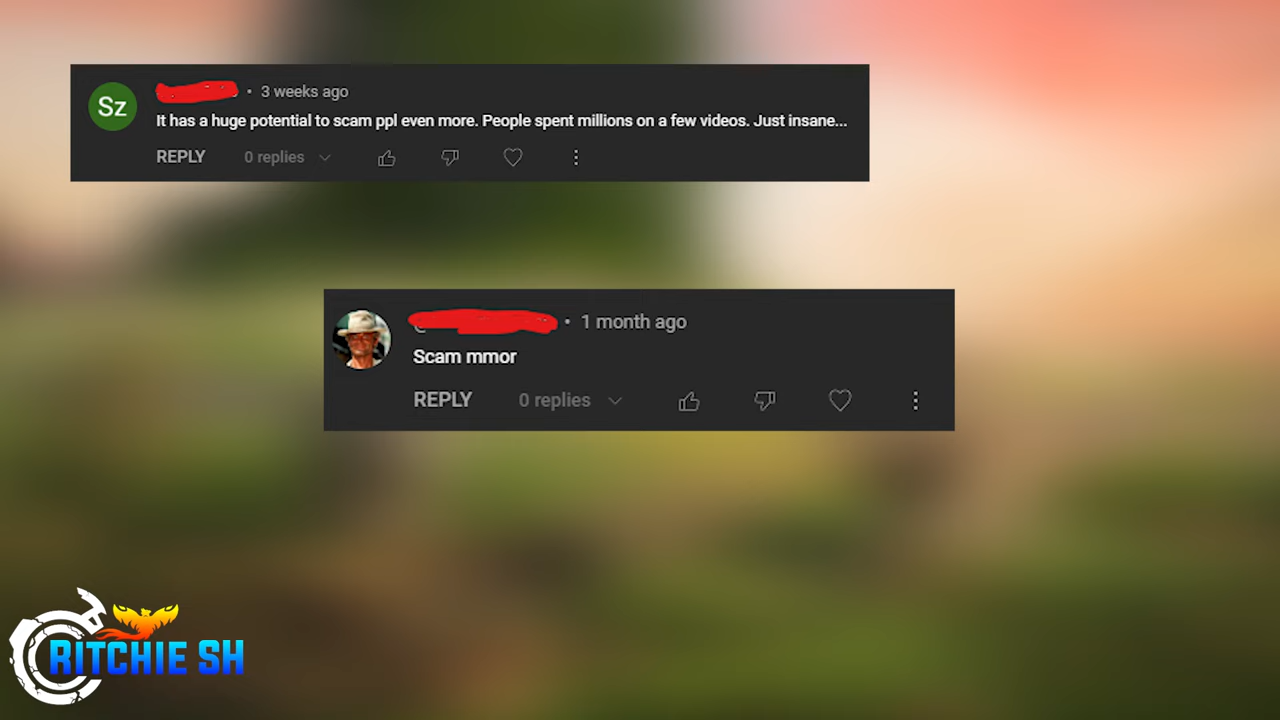 Sz
• 3 weeks ago
It has a huge potential to scam ppl even more. People spent millions on a few videos. Just insane...
REPLY 0 replies
• 1 month ago
Scam mmor
REPLY 0 replies
RITCHIE SH